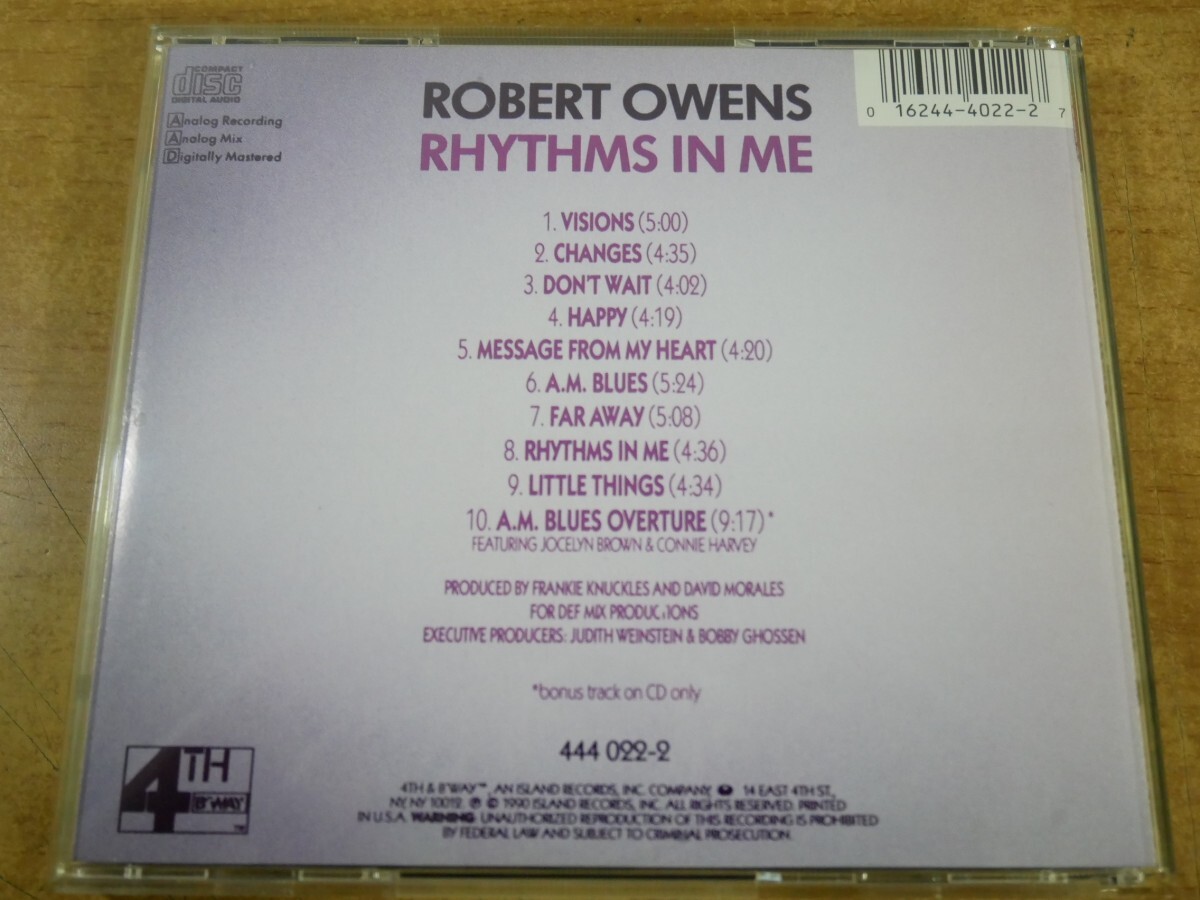 COMPACT
disc
DIGITAL AUDIO
Analog Recording
Analog Mix
Digitally Mastered
ROBERT OWENS
RHYTHMS IN ME
0 16244-4022-2 7
1. VISIONS (5:00)
2. CHANGES (4:35)
3. DON'T WAIT (4:02)
4. HAPPY (4:19)
5. MESSAGE FROM MY HEART (4:20)
6. A.M. BLUES (5:24)
7. FAR AWAY (5:08)
8. RHYTHMS IN ME (4:36)
9. LITTLE THINGS (4:34)
10. A.M. BLUES OVERTURE (9:17)*
FEATURING JOCELYN BROWN & CONNIE HARVEY
PRODUCED BY FRANKIE KNUCKLES AND DAVID MORALES
FOR DEF MIX PRODUCTIONS
EXECUTIVE PRODUCERS: JUDITH WEINSTEIN & BOBBY GHOSSEN
*bonus track on CD only
444 022-2
4TH
B'WAY
™
4TH & B'WAY™, AN ISLAND RECORDS, INC. COMPANY, 14 EAST 4TH ST.,
NY, NY 10012. ℗ © 1990 ISLAND RECORDS, INC. ALL RIGHTS RESERVED. PRINTED
IN U.S.A. WARNING: UNAUTHORIZED REPRODUCTION OF THIS RECORDING IS PROHIBITED
BY FEDERAL LAW AND SUBJECT TO CRIMINAL PROSECUTION.